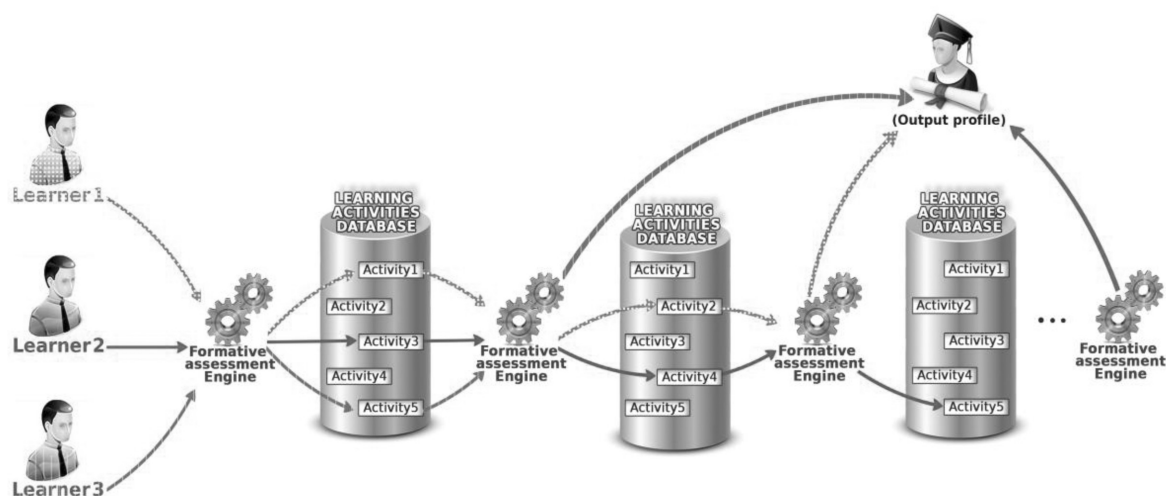 (Output profile)
Learner1
Learner2
Learner3
Formative
assessment
Engine
LEARNING
ACTIVITIES
DATABASE
Activity1
Activity2
Activity3
Activity4
Activity5
Formative
assessment
Engine
LEARNING
ACTIVITIES
DATABASE
Activity1
Activity2
Activity3
Activity4
Activity5
Formative
assessment
Engine
LEARNING
ACTIVITIES
DATABASE
Activity1
Activity2
Activity3
Activity4
Activity5
...
Formative
assessment
Engine